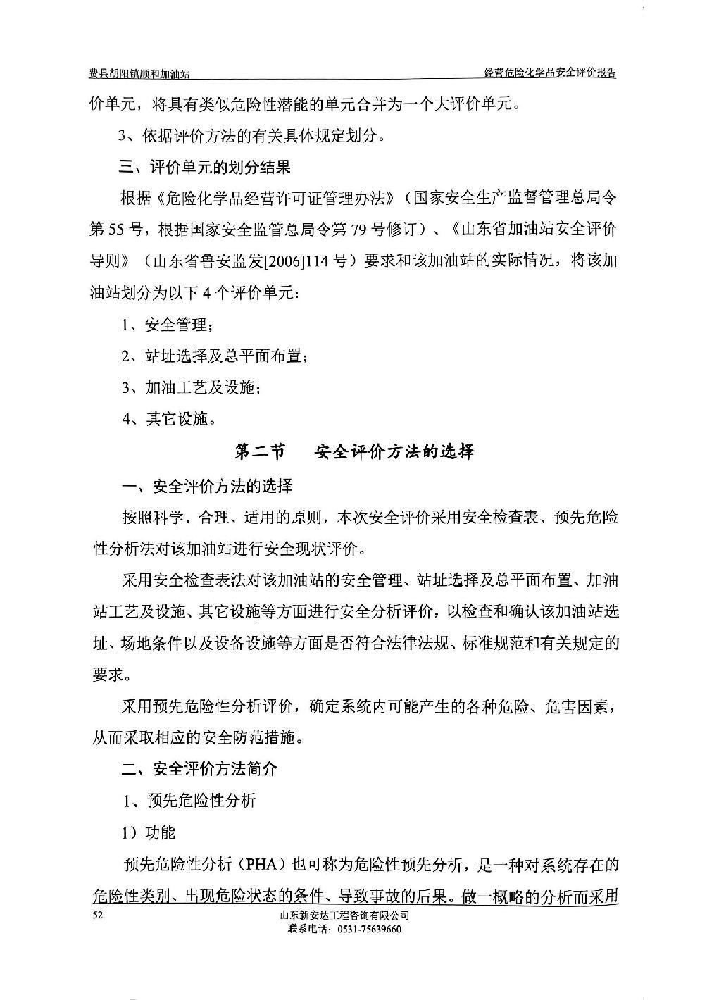 费县胡阳镇顺和加油站 经营危险化学品安全评价报告
价单元，将具有类似危险性潜能的单元合并为一个大评价单元。
3、依据评价方法的有关具体规定划分。
三、评价单元的划分结果
根据《危险化学品经营许可证管理办法》（国家安全生产监督管理总局令
第 55 号，根据国家安全监管总局令第 79 号修订）、《山东省加油站安全评价
导则》（山东省鲁安监发[2006]114 号）要求和该加油站的实际情况，将该加
油站划分为以下 4 个评价单元：
1、安全管理；
2、站址选择及总平面布置；
3、加油工艺及设施；
4、其它设施。
第二节 安全评价方法的选择
一、安全评价方法的选择
按照科学、合理、适用的原则，本次安全评价采用安全检查表、预先危险
性分析法对该加油站进行安全现状评价。
采用安全检查表法对该加油站的安全管理、站址选择及总平面布置、加油
站工艺及设施、其它设施等方面进行安全分析评价，以检查和确认该加油站选
址、场地条件以及设备设施等方面是否符合法律法规、标准规范和有关规定的
要求。
采用预先危险性分析评价，确定系统内可能产生的各种危险、危害因素，
从而采取相应的安全防范措施。
二、安全评价方法简介
1、预先危险性分析
1）功能
预先危险性分析（PHA）也可称为危险性预先分析，是一种对系统存在的
危险性类别、出现危险状态的条件、导致事故的后果。做一概略的分析而采用
52 山东新安达工程咨询有限公司
联系电话：0531-75639660